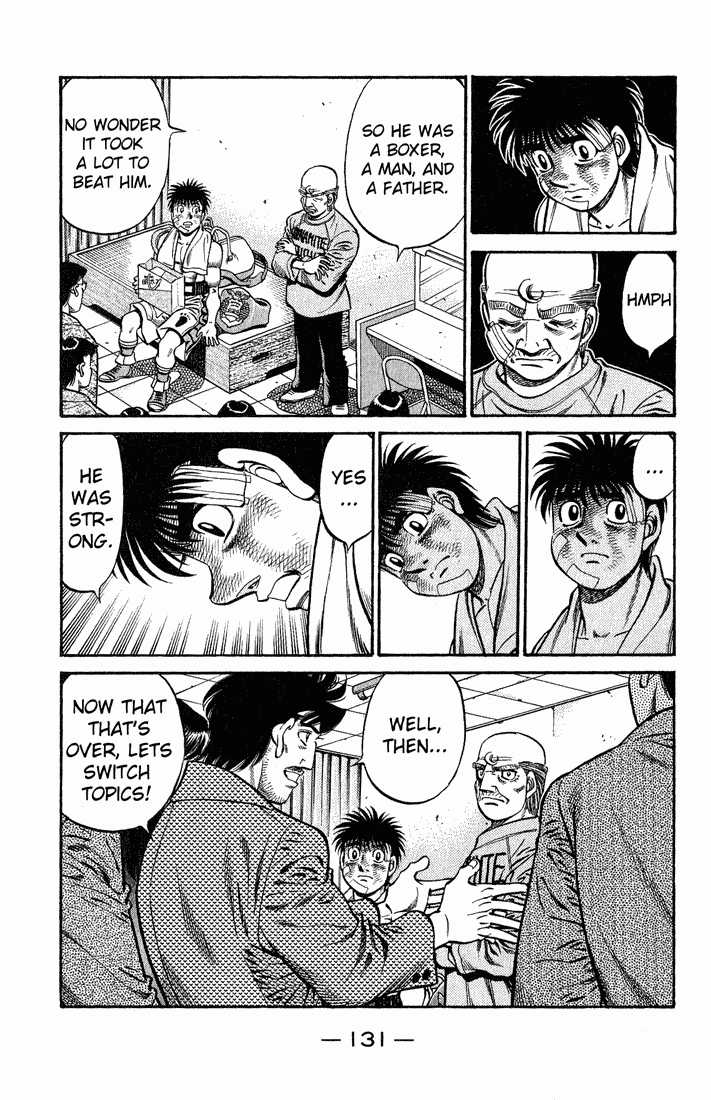 SO HE WAS
A BOXER,
A MAN, AND
A FATHER.
NO WONDER
IT TOOK
A LOT TO
BEAT HIM.
HMPH
...
YES
...
HE
WAS
STR-
ONG.
WELL,
THEN...
NOW THAT
THAT'S
OVER, LETS
SWITCH
TOPICS!
— 131 —